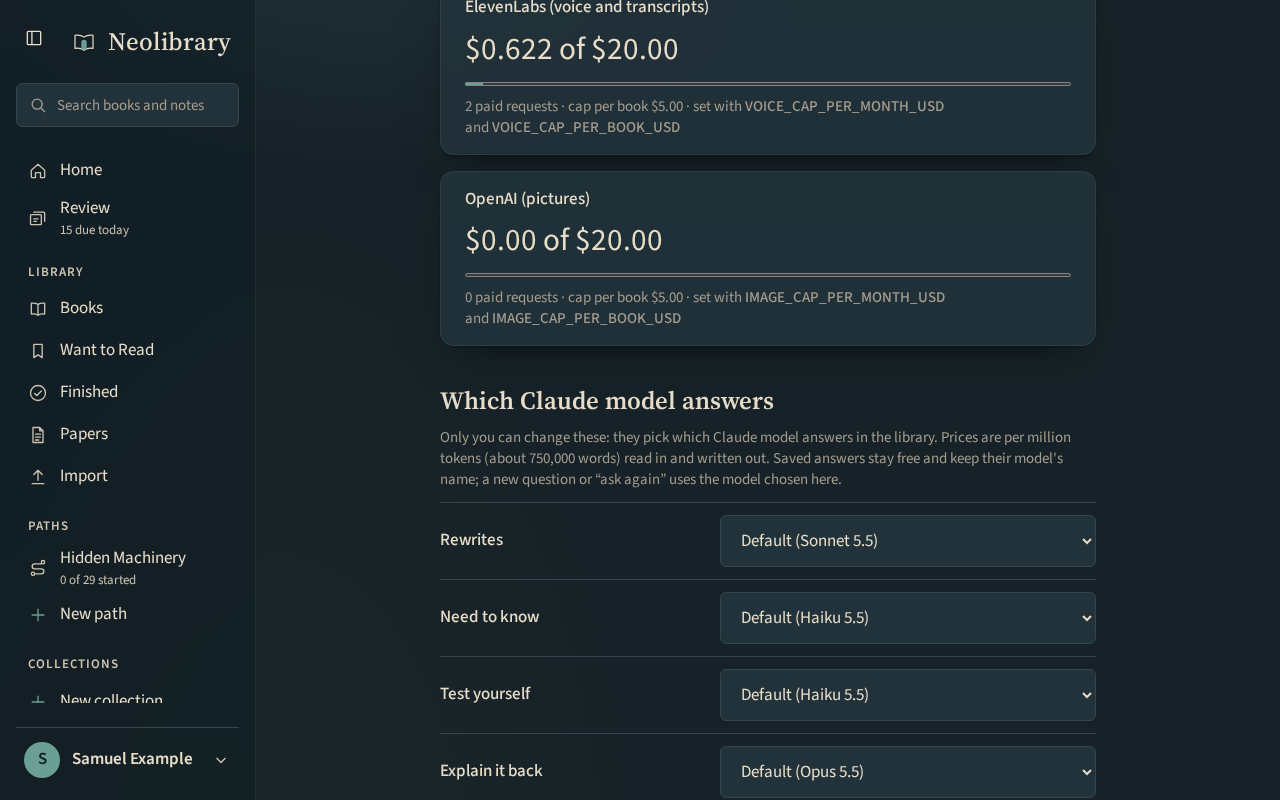 Neolibrary
Search books and notes
Home
Review
15 due today
LIBRARY
Books
Want to Read
Finished
Papers
Import
PATHS
Hidden Machinery
0 of 29 started
New path
COLLECTIONS
New collection
S
Samuel Example
ElevenLabs (voice and transcripts)
$0.622 of $20.00
2 paid requests · cap per book $5.00 · set with VOICE_CAP_PER_MONTH_USD
and VOICE_CAP_PER_BOOK_USD
OpenAI (pictures)
$0.00 of $20.00
0 paid requests · cap per book $5.00 · set with IMAGE_CAP_PER_MONTH_USD
and IMAGE_CAP_PER_BOOK_USD
Which Claude model answers
Only you can change these: they pick which Claude model answers in the library. Prices are per million
tokens (about 750,000 words) read in and written out. Saved answers stay free and keep their model's
name; a new question or “ask again” uses the model chosen here.
Rewrites
Default (Sonnet 5.5)
Need to know
Default (Haiku 5.5)
Test yourself
Default (Haiku 5.5)
Explain it back
Default (Opus 5.5)